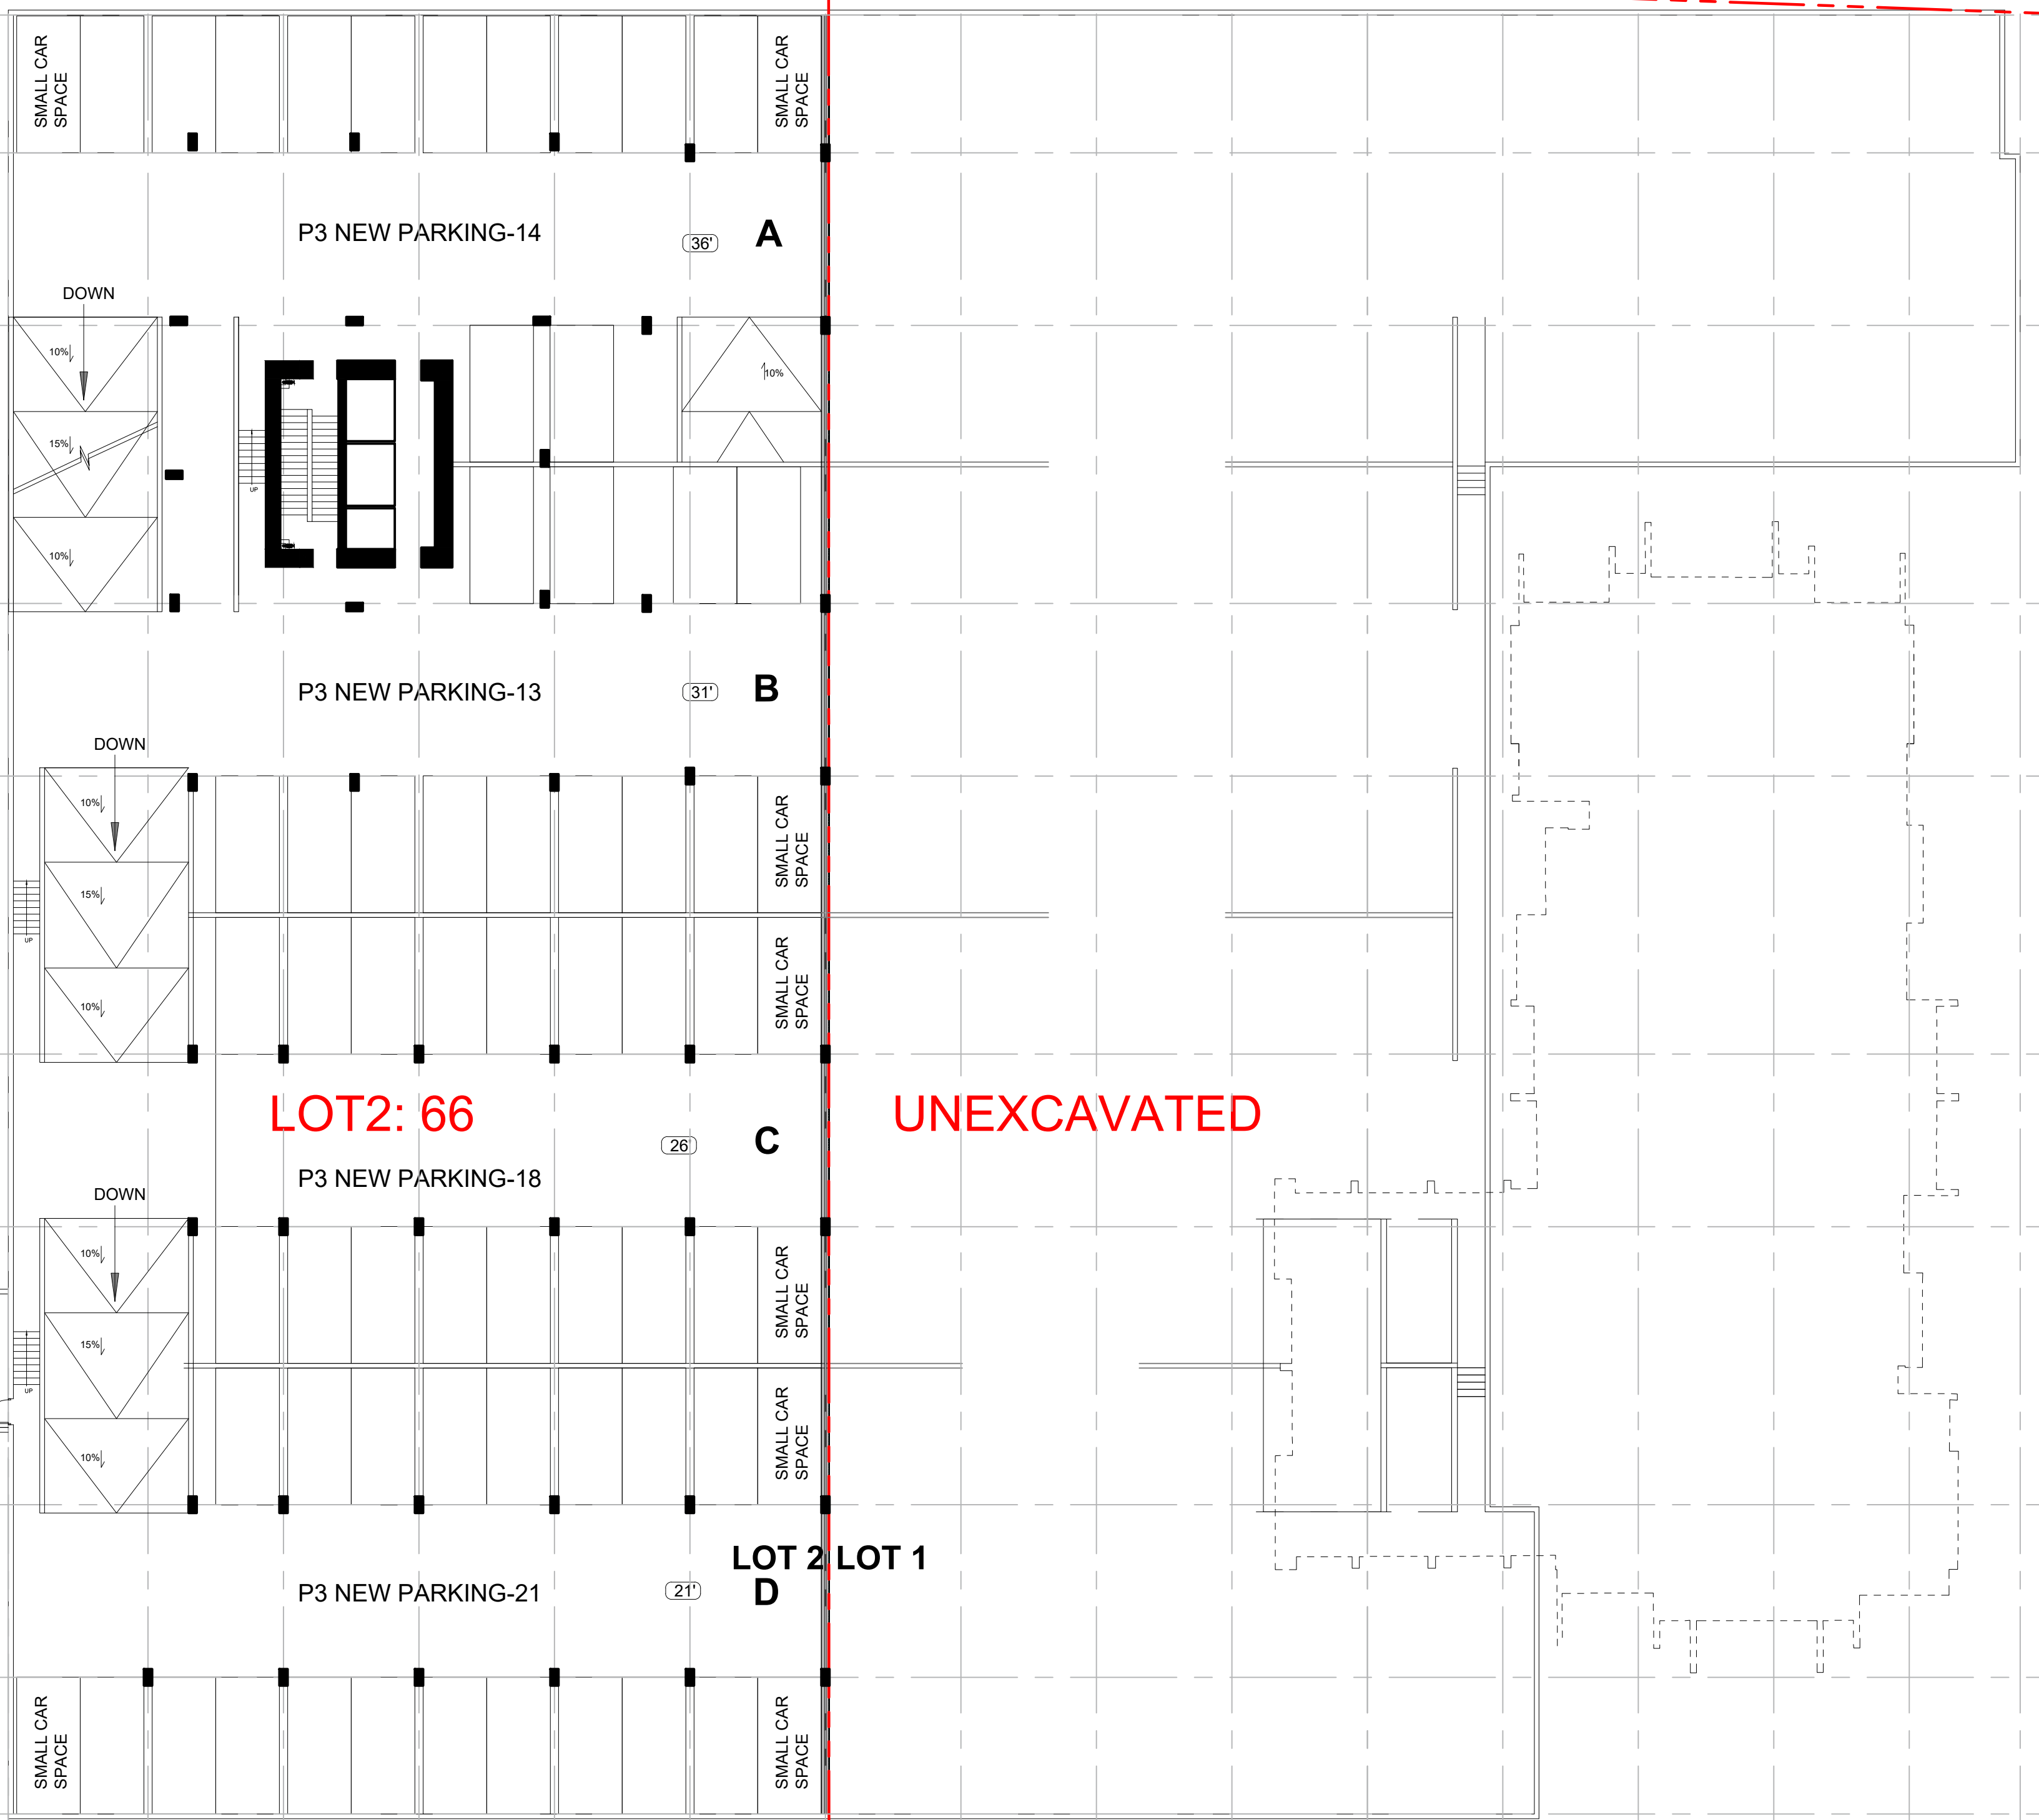 SMALL CAR
SPACE
SMALL CAR
SPACE
P3 NEW PARKING-14
36'
A
DOWN
10%
10%
15%
UP
10%
P3 NEW PARKING-13
31'
B
DOWN
10%
SMALL CAR
SPACE
15%
UP
SMALL CAR
SPACE
10%
LOT2: 66
UNEXCAVATED
26'
C
P3 NEW PARKING-18
DOWN
10%
SMALL CAR
SPACE
15%
UP
SMALL CAR
SPACE
10%
LOT 2 LOT 1
P3 NEW PARKING-21
21'
D
SMALL CAR
SPACE
SMALL CAR
SPACE